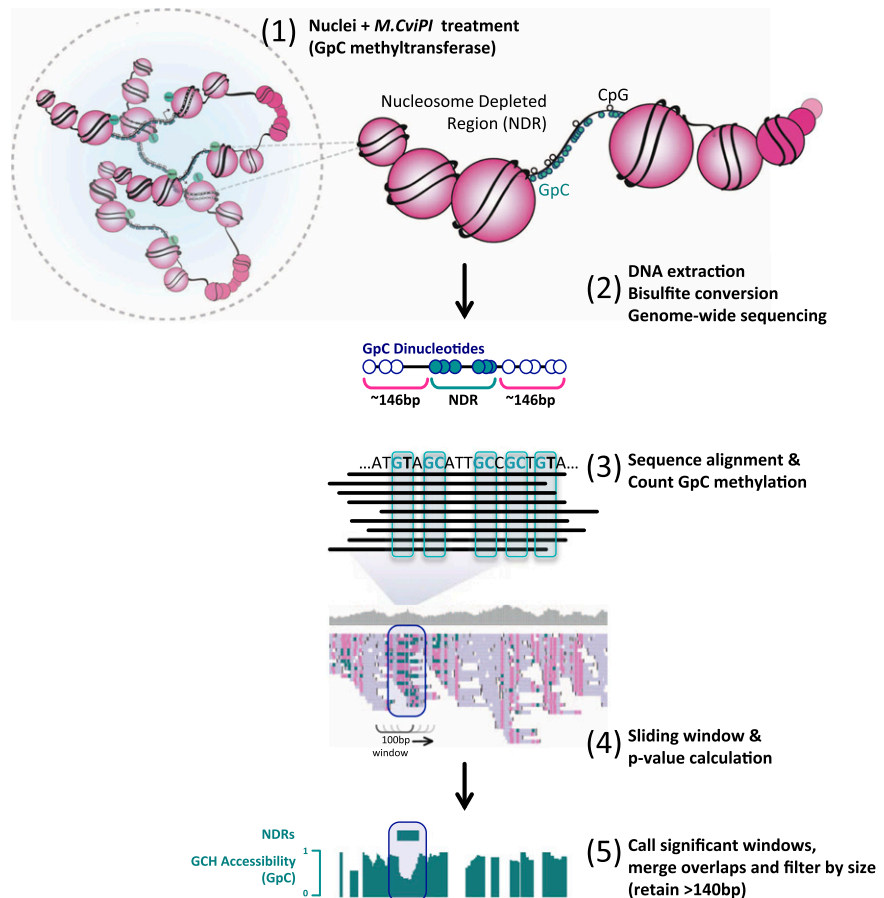 (1) Nuclei + M.CviPI treatment
(GpC methyltransferase)
CpG
Nucleosome Depleted
Region (NDR)
GpC
(2) DNA extraction
Bisulfite conversion
Genome-wide sequencing
GpC Dinucleotides
~146bp NDR ~146bp
...ATGTAGCATTGCCGCTGTA...
(3) Sequence alignment &
Count GpC methylation
100bp
window
(4) Sliding window &
p-value calculation
NDRs
GCH Accessibility
(GpC)
1
0
(5) Call significant windows,
merge overlaps and filter by size
(retain >140bp)